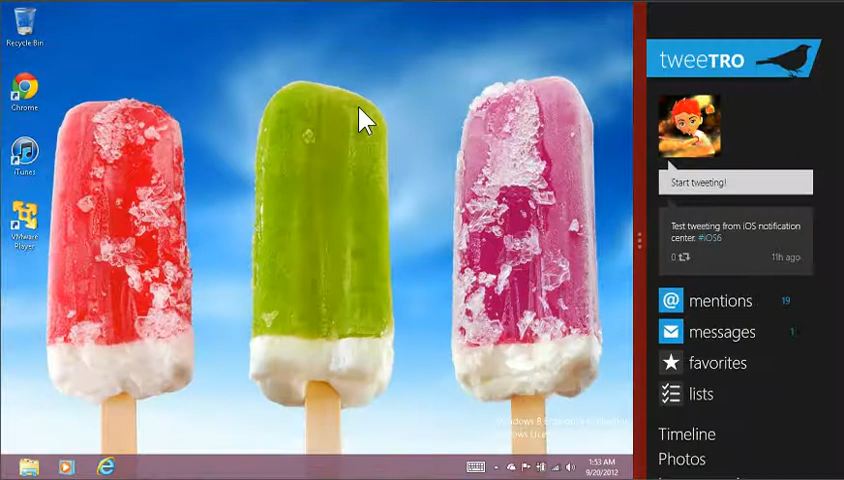 Recycle Bin
Chrome
iTunes
VMware
Player
1:53 AM
9/20/2012
tweeTRO
Start tweeting!
Test tweeting from iOS notification
center. #iOS6
0
11h ago
@ mentions 19
messages 1
favorites
lists
Timeline
Photos